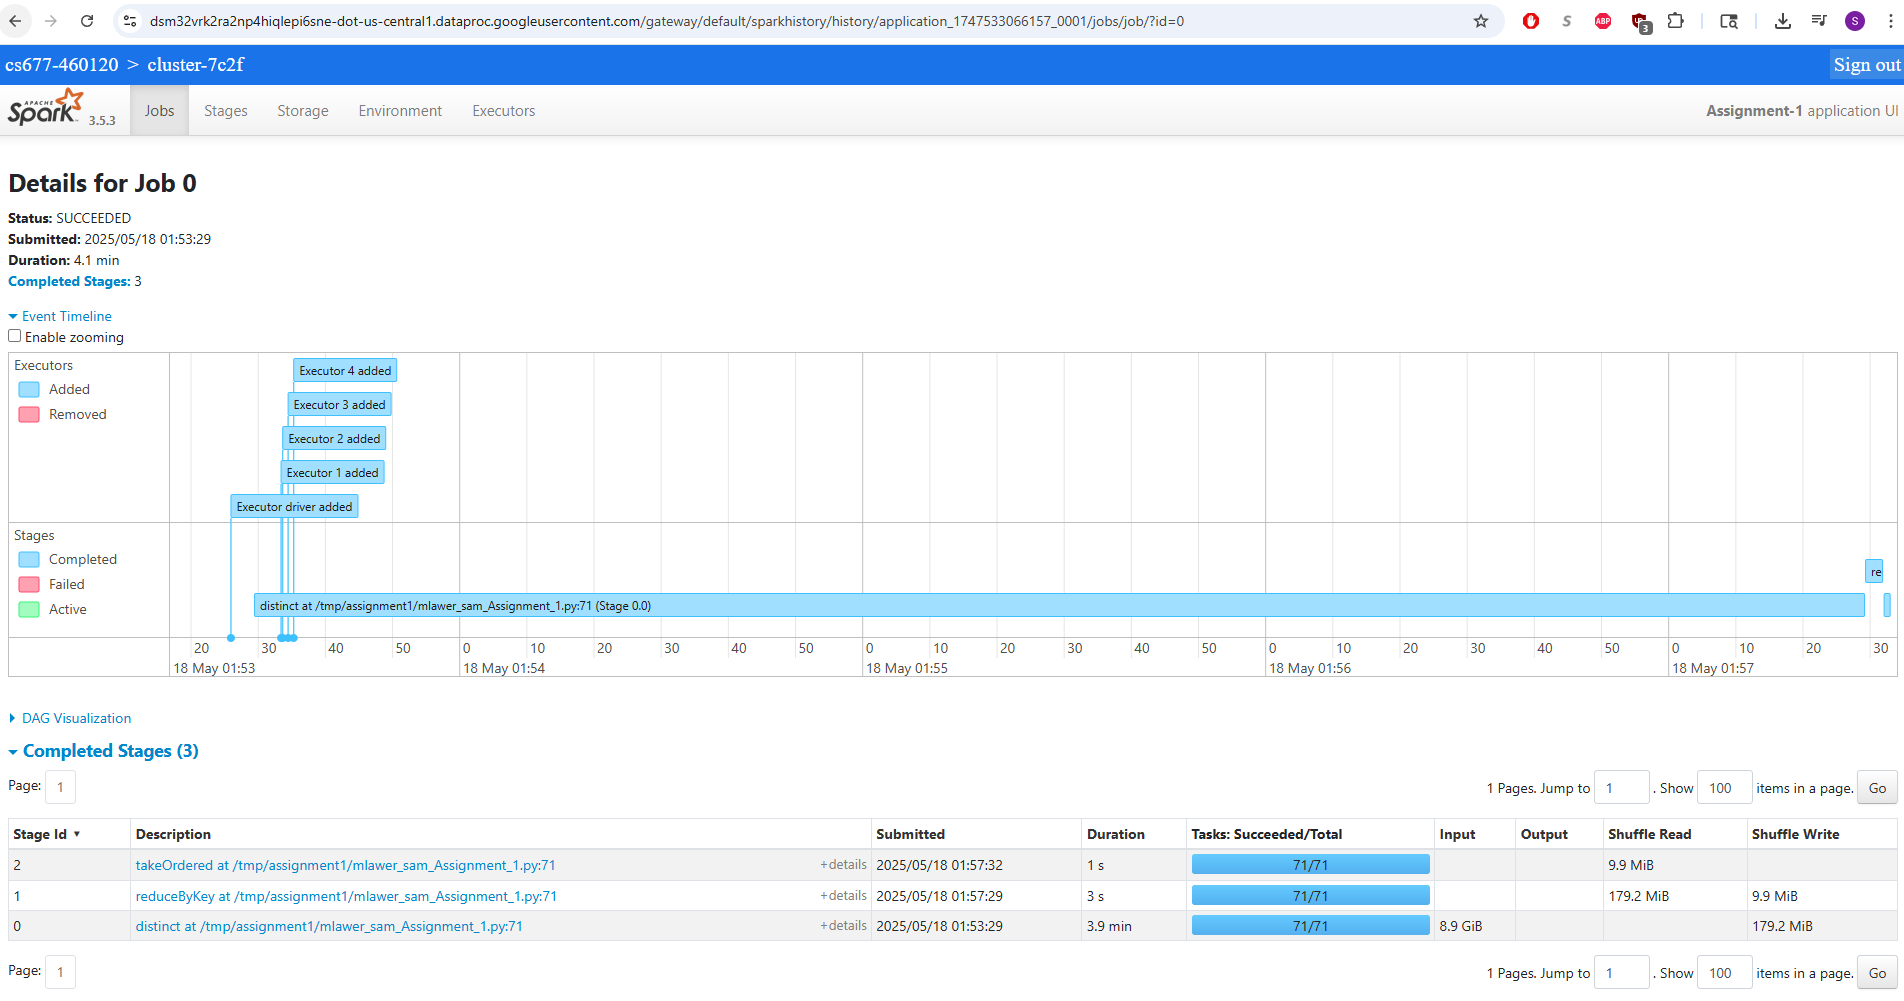 dsm32vrk2ra2np4hiqlepi6sne-dot-us-central1.dataproc.googleusercontent.com/gateway/default/sparkhistory/history/application_1747533066157_0001/jobs/job/?id=0
S
ABP
3
S
cs677-460120 > cluster-7c2f
Sign out
APACHE Spark 3.5.3 Jobs Stages Storage Environment Executors
Assignment-1 application UI
Details for Job 0
Status: SUCCEEDED
Submitted: 2025/05/18 01:53:29
Duration: 4.1 min
Completed Stages: 3
Event Timeline
Enable zooming
Executors
Added
Removed
Executor 4 added
Executor 3 added
Executor 2 added
Executor 1 added
Executor driver added
Stages
Completed
Failed
Active
re
distinct at /tmp/assignment1/mlawer_sam_Assignment_1.py:71 (Stage 0.0)
20 30 40 50 0 10 20 30 40 50 0 10 20 30 40 50 0 10 20 30 40 50 0 10 20 30
18 May 01:53 18 May 01:54 18 May 01:55 18 May 01:56 18 May 01:57
DAG Visualization
Completed Stages (3)
Page: 1
1 Pages. Jump to 1 . Show 100 items in a page. Go
Stage Id ▾ Description Submitted Duration Tasks: Succeeded/Total Input Output Shuffle Read Shuffle Write
2 takeOrdered at /tmp/assignment1/mlawer_sam_Assignment_1.py:71 +details 2025/05/18 01:57:32 1 s 71/71 9.9 MiB
1 reduceByKey at /tmp/assignment1/mlawer_sam_Assignment_1.py:71 +details 2025/05/18 01:57:29 3 s 71/71 179.2 MiB 9.9 MiB
0 distinct at /tmp/assignment1/mlawer_sam_Assignment_1.py:71 +details 2025/05/18 01:53:29 3.9 min 71/71 8.9 GiB 179.2 MiB
Page: 1
1 Pages. Jump to 1 . Show 100 items in a page. Go